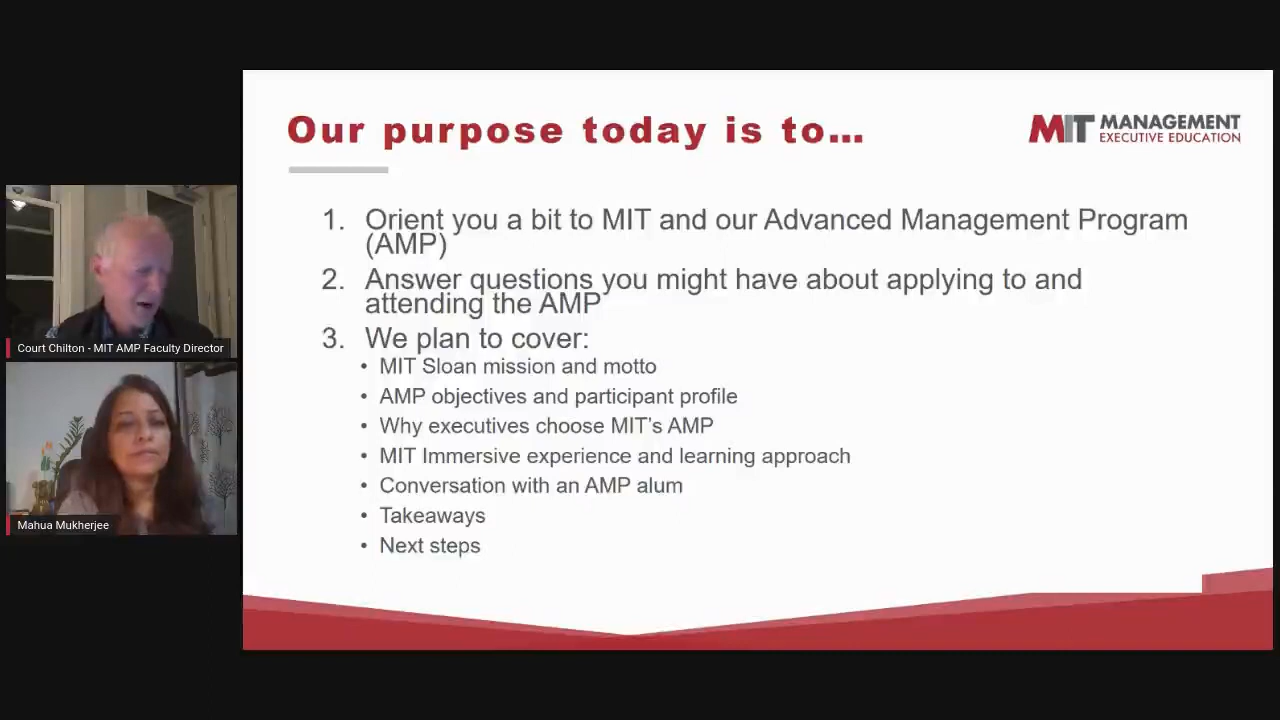 Our purpose today is to…
MIT MANAGEMENT
EXECUTIVE EDUCATION
1. Orient you a bit to MIT and our Advanced Management Program
(AMP)
2. Answer questions you might have about applying to and
attending the AMP
3. We plan to cover:
• MIT Sloan mission and motto
• AMP objectives and participant profile
• Why executives choose MIT's AMP
• MIT Immersive experience and learning approach
• Conversation with an AMP alum
• Takeaways
• Next steps
Court Chilton - MIT AMP Faculty Director
Mahua Mukherjee